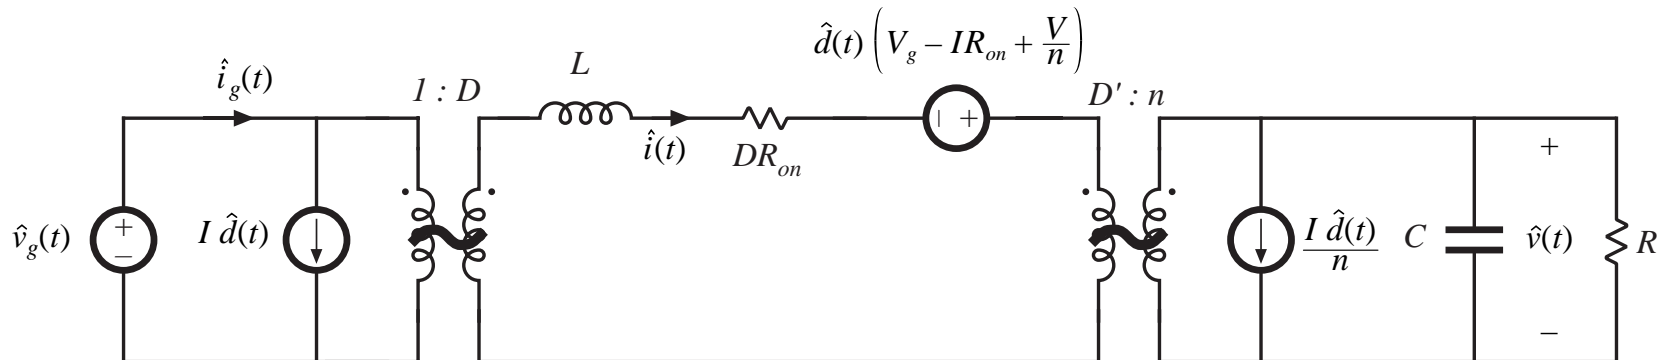 d̂(t) (V_g – IR_on + V/n)
î_g(t)
L
1 : D
D' : n
î(t)
DR_on
+
–
+
–
+
v̂_g(t)
I d̂(t)
I d̂(t)/n
C
v̂(t)
R
–